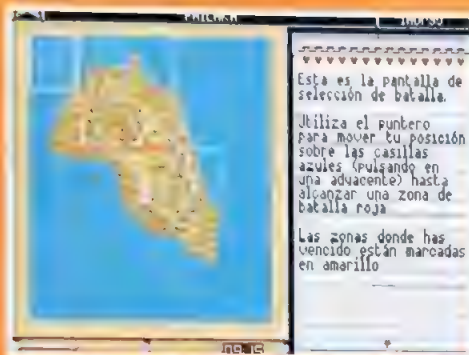 Esta es la pantalla de
selección de batalla.
Utiliza el puntero
para mover tu posición
sobre las casillas
azules (pulsando en
una adyacente) hasta
alcanzar una zona de
batalla roja
Las zonas donde has
vencido están marcadas
en amarillo